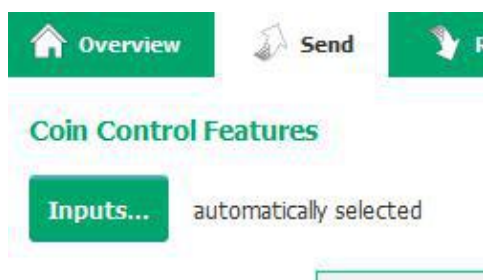 Overview Send
Coin Control Features
Inputs... automatically selected